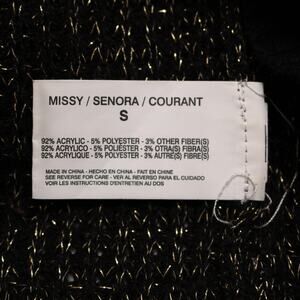 MISSY / SENORA / COURANT
S
92% ACRYLIC - 5% POLYESTER - 3% OTHER FIBER(S)
92% ACRYLICO - 5% POLIÉSTER - 3% OTRA(S) FIBRA(S)
92% ACRYLIQUE - 5% POLYESTER - 3% AUTRE(S) FIBRE(S)
MADE IN CHINA - HECHO EN CHINA - FAIT EN CHINE
SEE REVERSE FOR CARE - VER AL REVERSO PARA EL CUIDADO
VOIR LES INSTRUCTIONS D'ENTRETIEN AU DOS